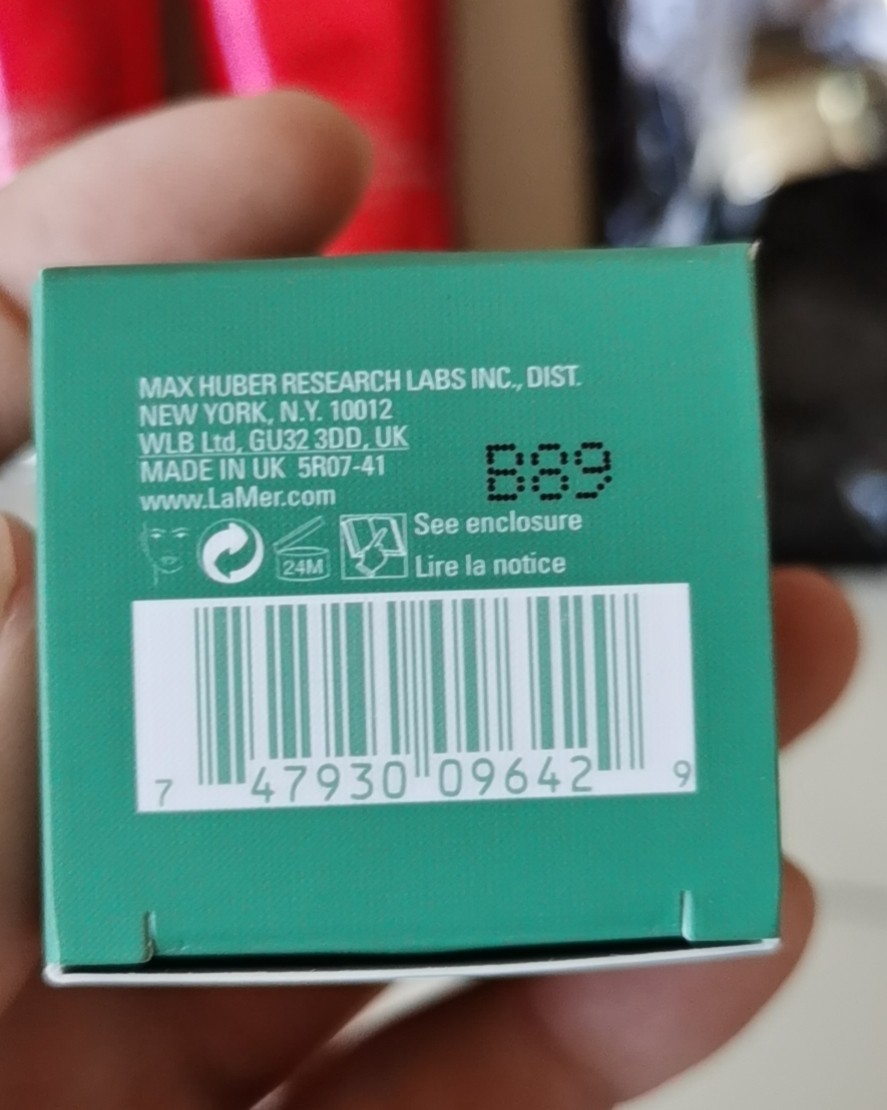 MAX HUBER RESEARCH LABS INC., DIST.
NEW YORK, N.Y. 10012
WLB Ltd, GU32 3DD, UK
MADE IN UK 5R07-41
www.LaMer.com
B89
24M
See enclosure
Lire la notice
7 47930 09642 9